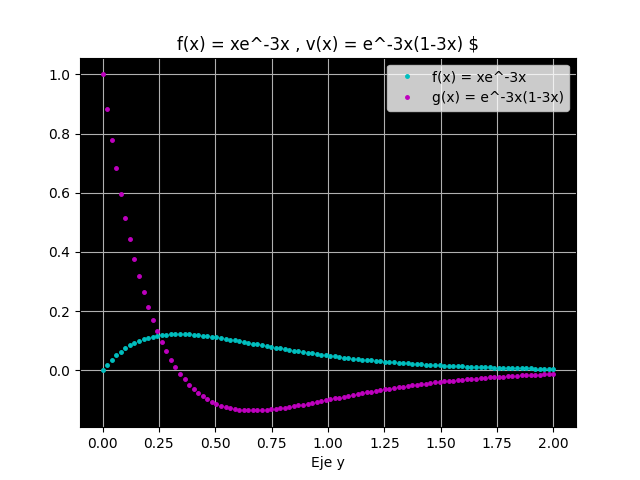 f(x) = xe^-3x , v(x) = e^-3x(1-3x) $
f(x) = xe^-3x
g(x) = e^-3x(1-3x)
1.0
0.8
0.6
0.4
0.2
0.0
0.00 0.25 0.50 0.75 1.00 1.25 1.50 1.75 2.00
Eje y